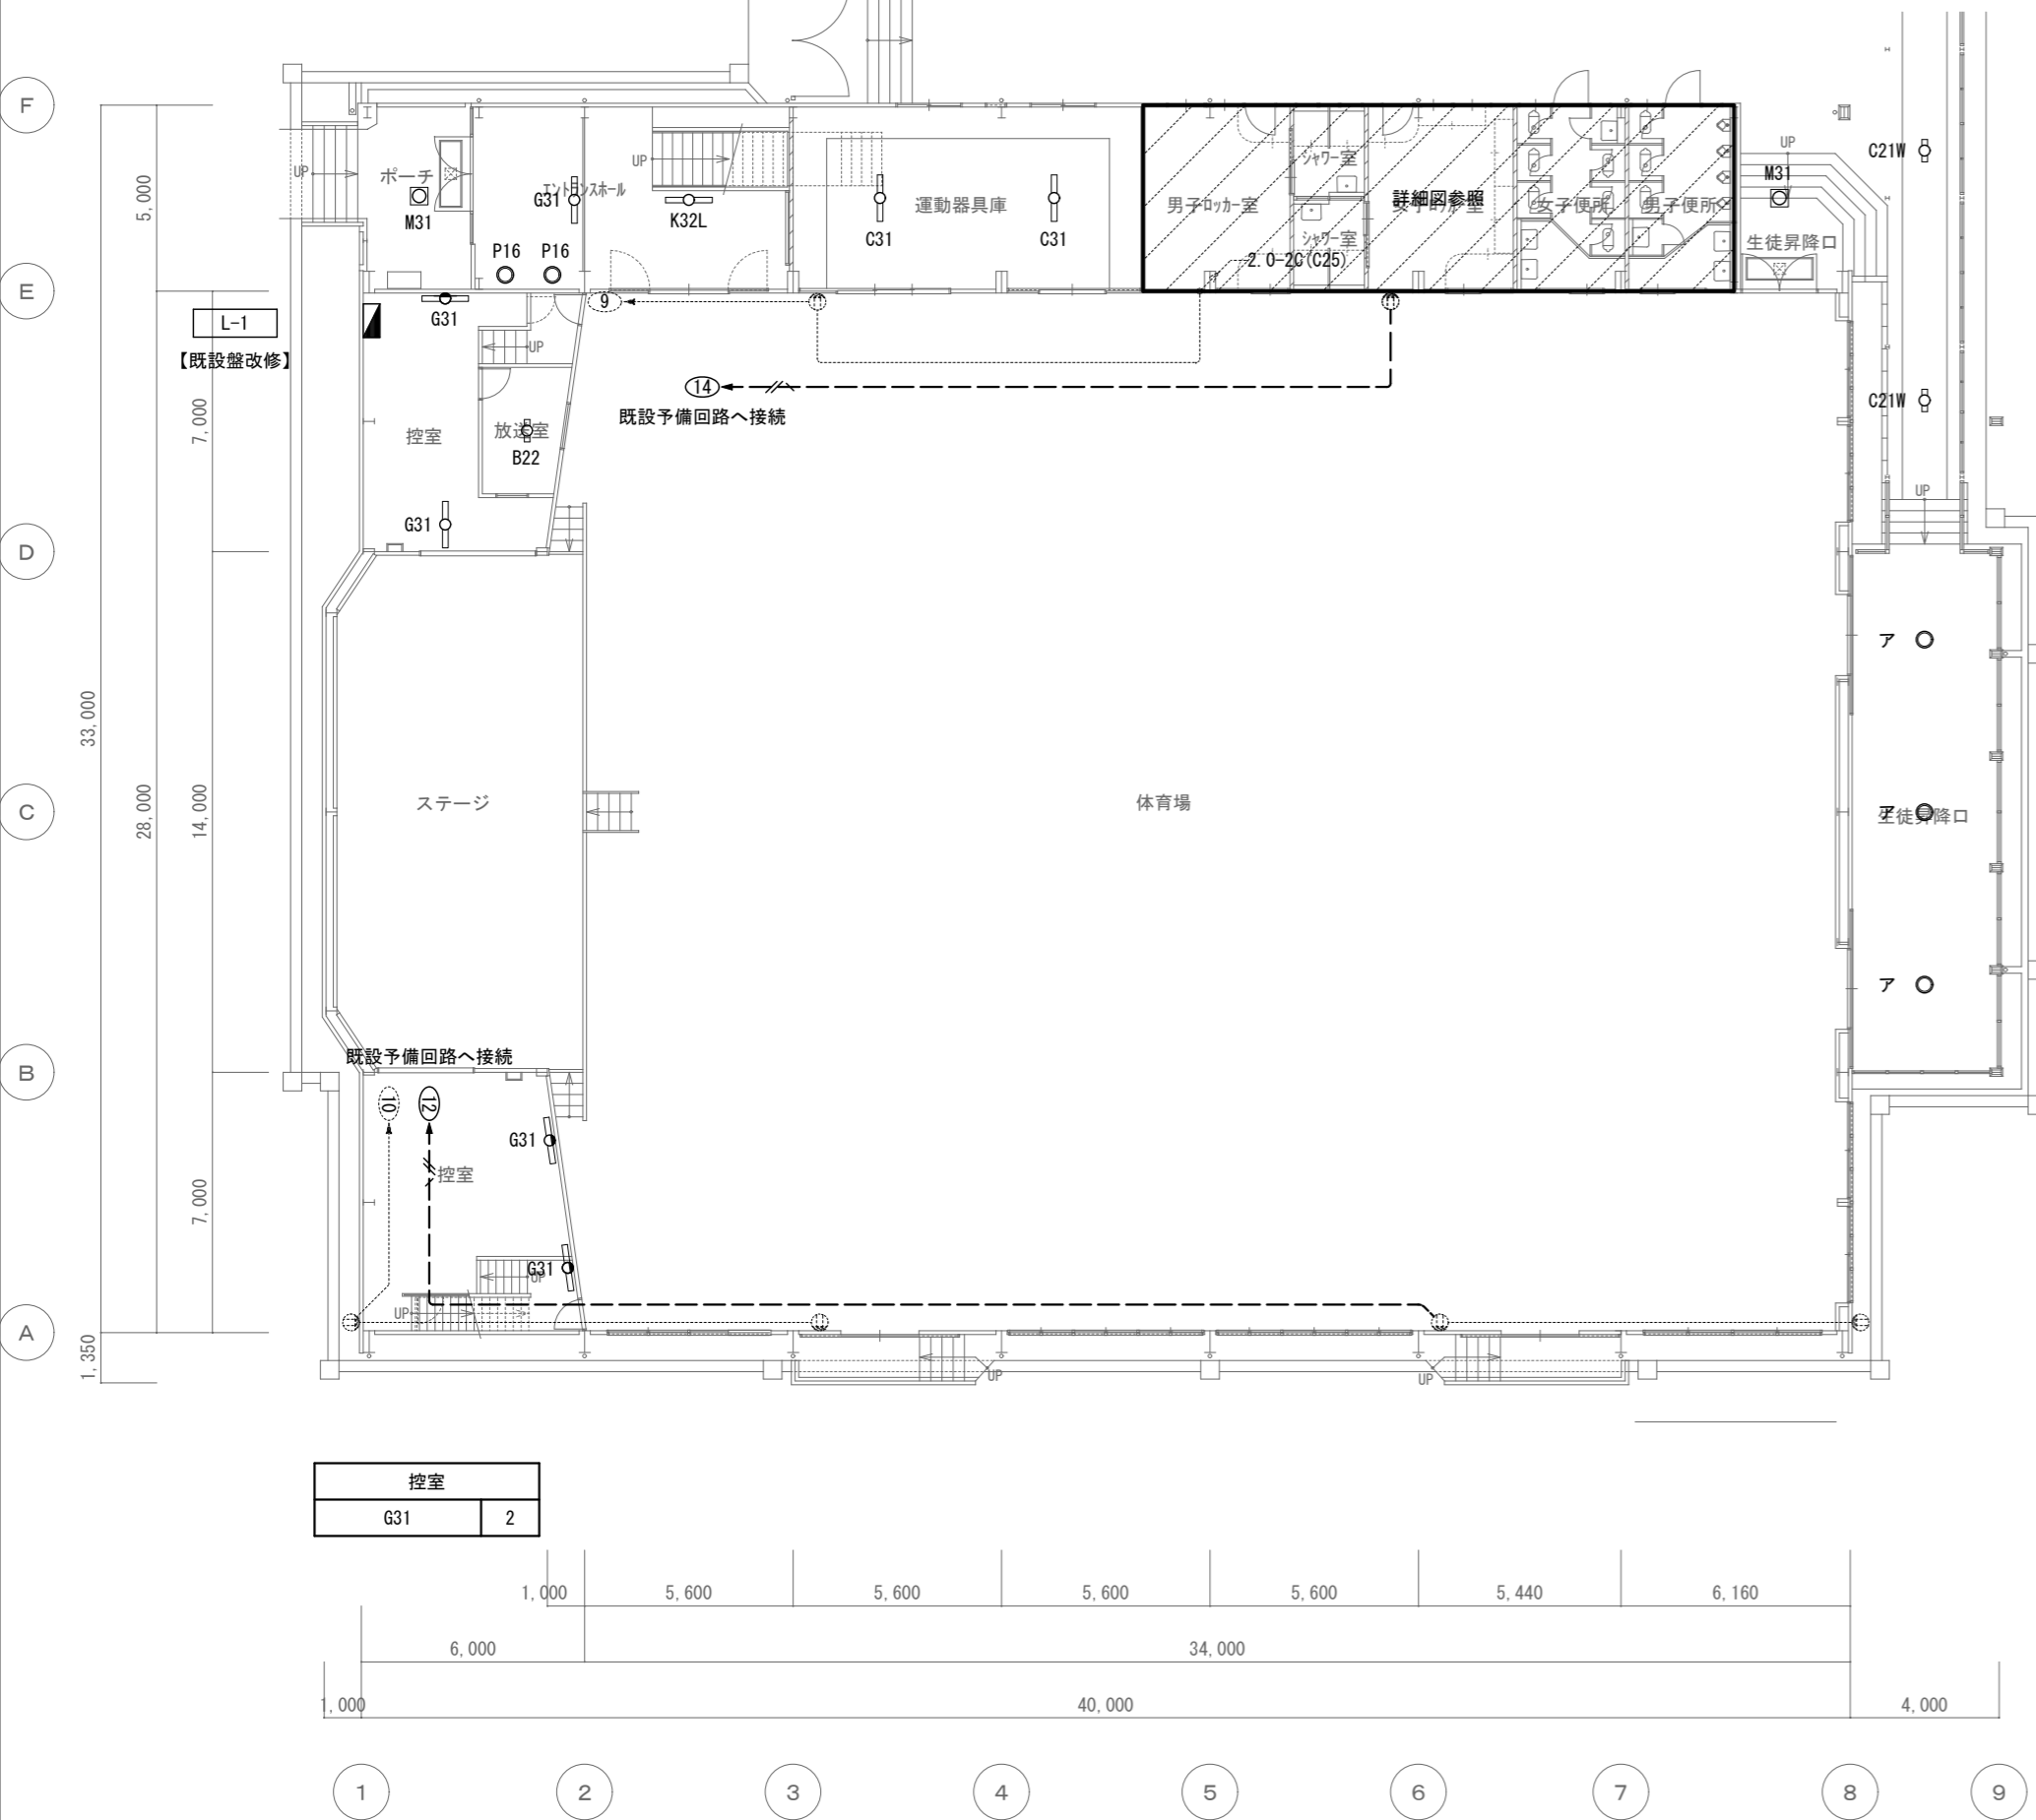 F
E
D
C
B
A
5,000
7,000
33,000
28,000
14,000
7,000
1,350
UP
ポーチ
M31
エントランスホール
G31
P16 P16
UP
K32L
運動器具庫
C31
C31
男子ロッカー室
シャワー室
シャワー室
詳細図参照
女子便所
男子便所
2.0-2C(C25)
UP
M31
生徒昇降口
C21W
C21W
UP
L-1
【既設盤改修】
G31
UP
9
14
既設予備回路へ接続
控室
放送室
B22
G31
ステージ
体育場
ア
ア
生徒昇降口
ア
既設予備回路へ接続
10
12
G31
控室
G31
UP
UP
UP
UP
控室
G31 2
1,000 5,600 5,600 5,600 5,600 5,440 6,160
6,000 34,000
1,000 40,000 4,000
1 2 3 4 5 6 7 8 9